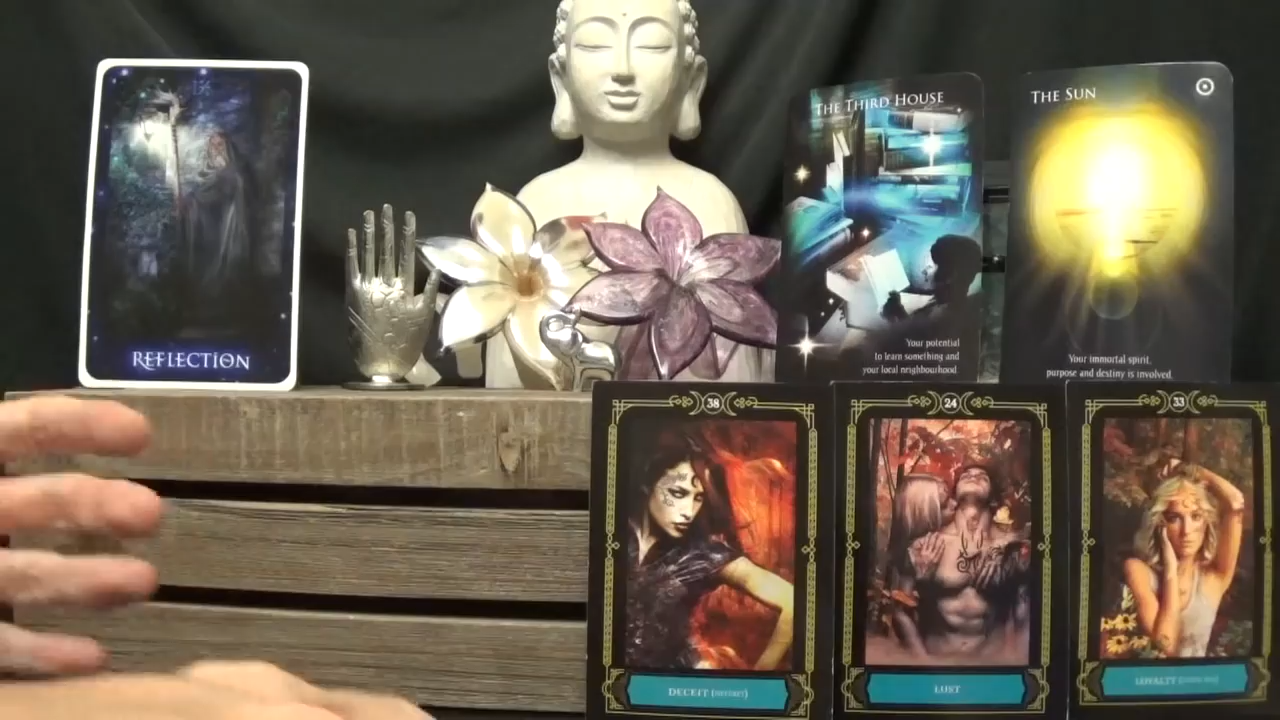 REFLECTION
THE THIRD HOUSE
Your potential
to learn something and
your local neighbourhood
THE SUN
Your immortal spirit,
purpose and destiny is involved.
38
DECEIT
24
LUST
33
LOYALTY